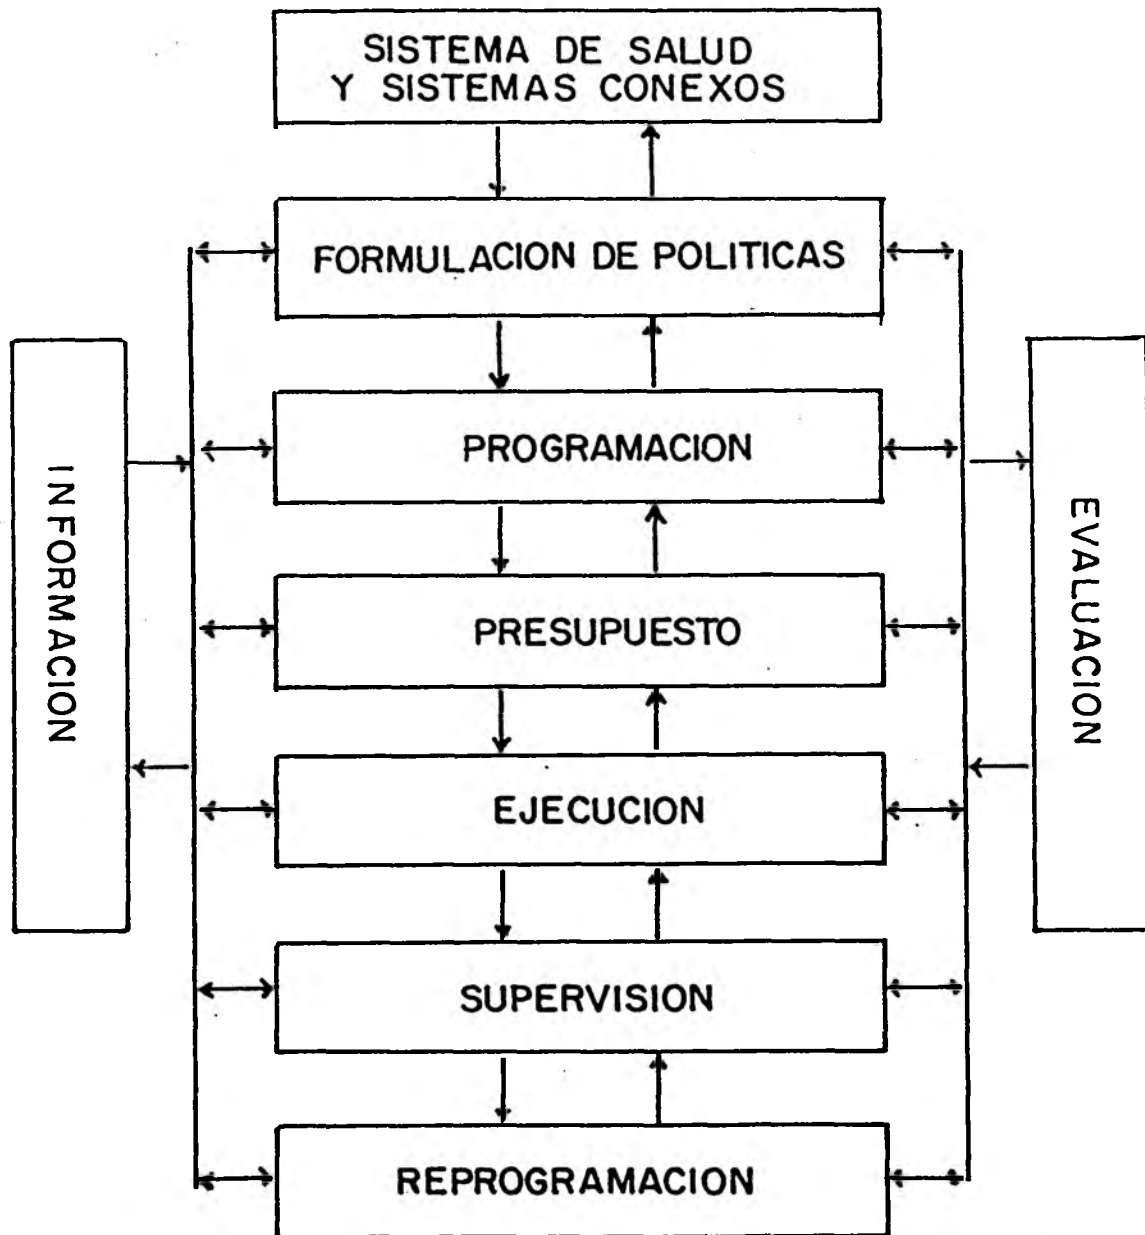 SISTEMA DE SALUD
Y SISTEMAS CONEXOS
FORMULACION DE POLITICAS
PROGRAMACION
PRESUPUESTO
EJECUCION
SUPERVISION
REPROGRAMACION
INFORMACION
EVALUACION